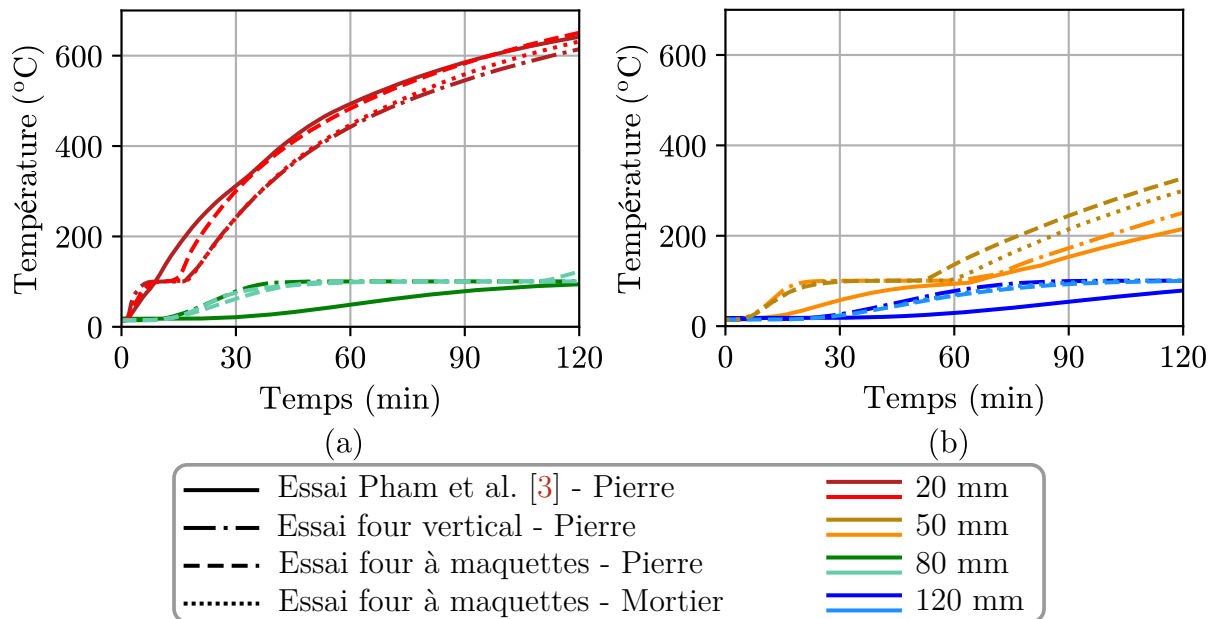 600
400
200
0
Température (°C)
0 30 60 90 120
Temps (min)
(a)
600
400
200
0
Température (°C)
0 30 60 90 120
Temps (min)
(b)
Essai Pham et al. [3] - Pierre
Essai four vertical - Pierre
Essai four à maquettes - Pierre
Essai four à maquettes - Mortier
20 mm
50 mm
80 mm
120 mm